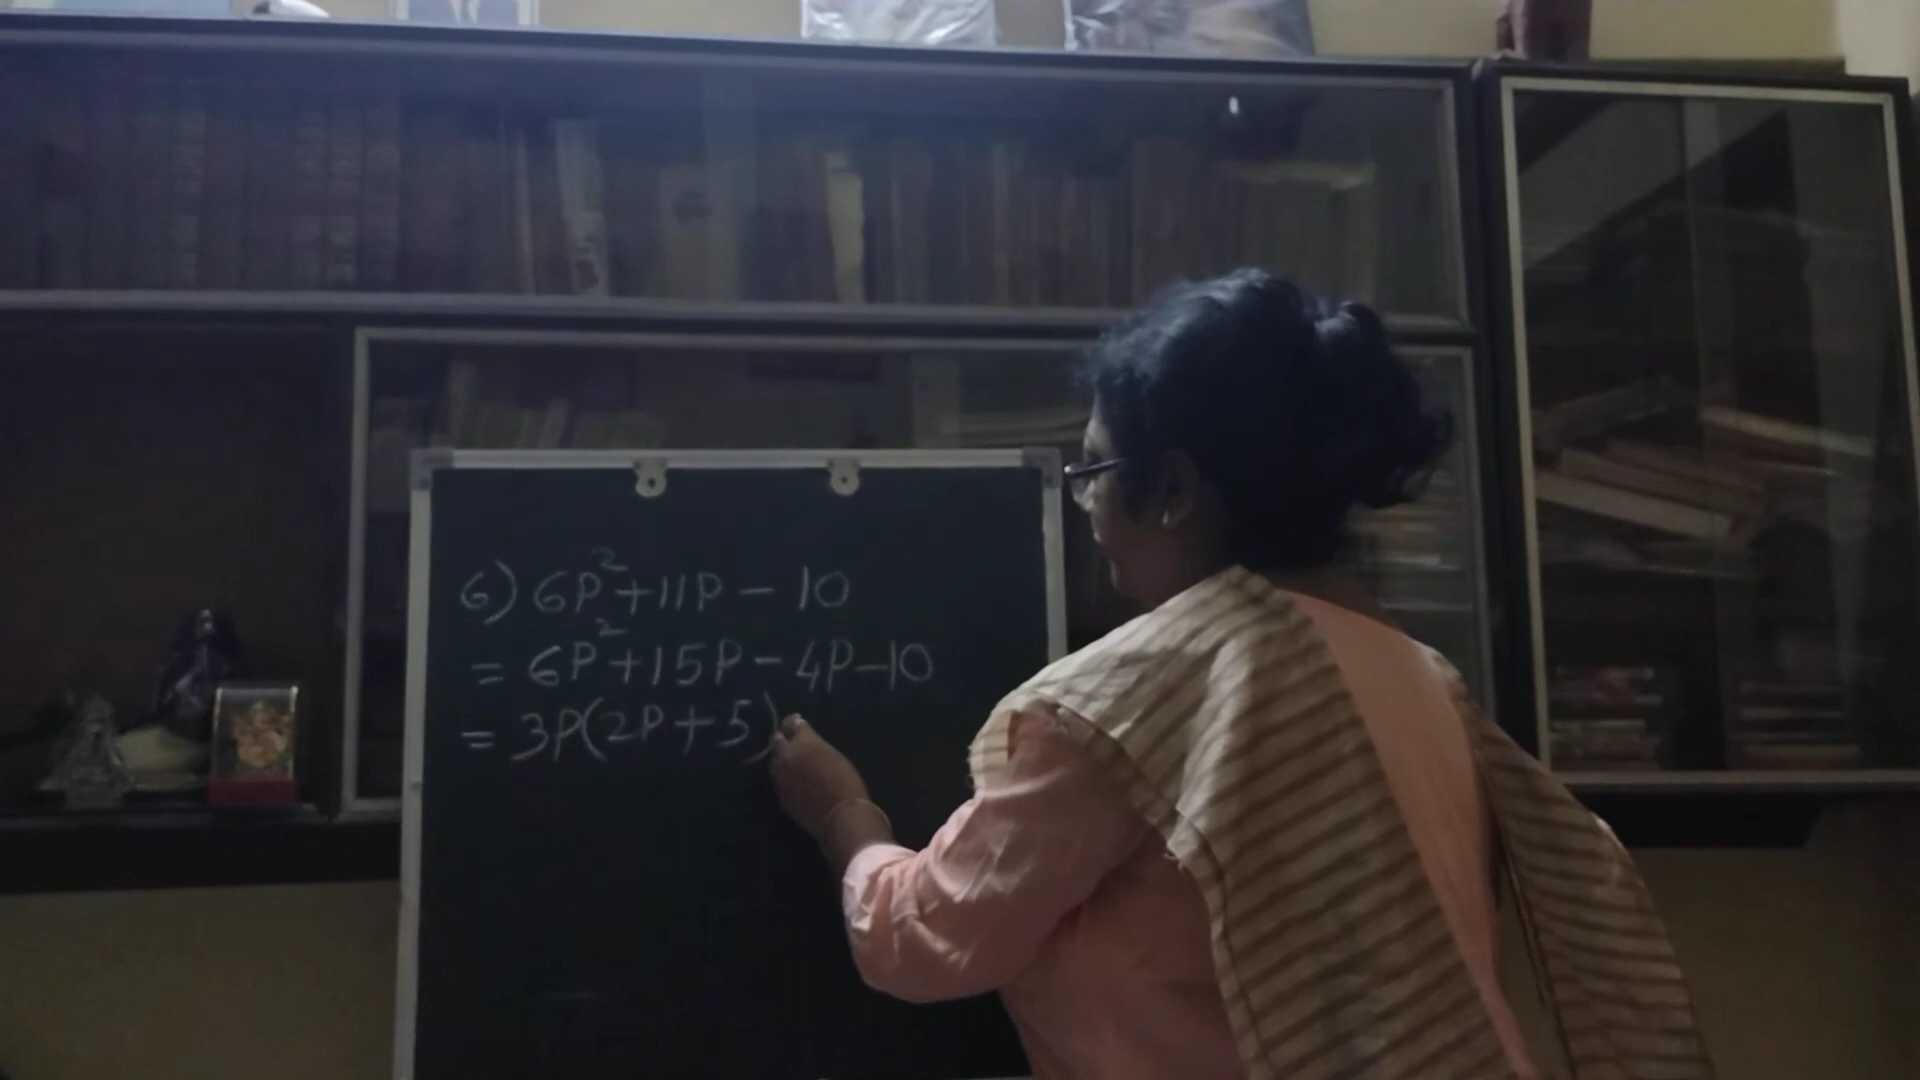 6) 6P²+11P - 10
= 6P²+15P - 4P - 10
= 3P(2P + 5)